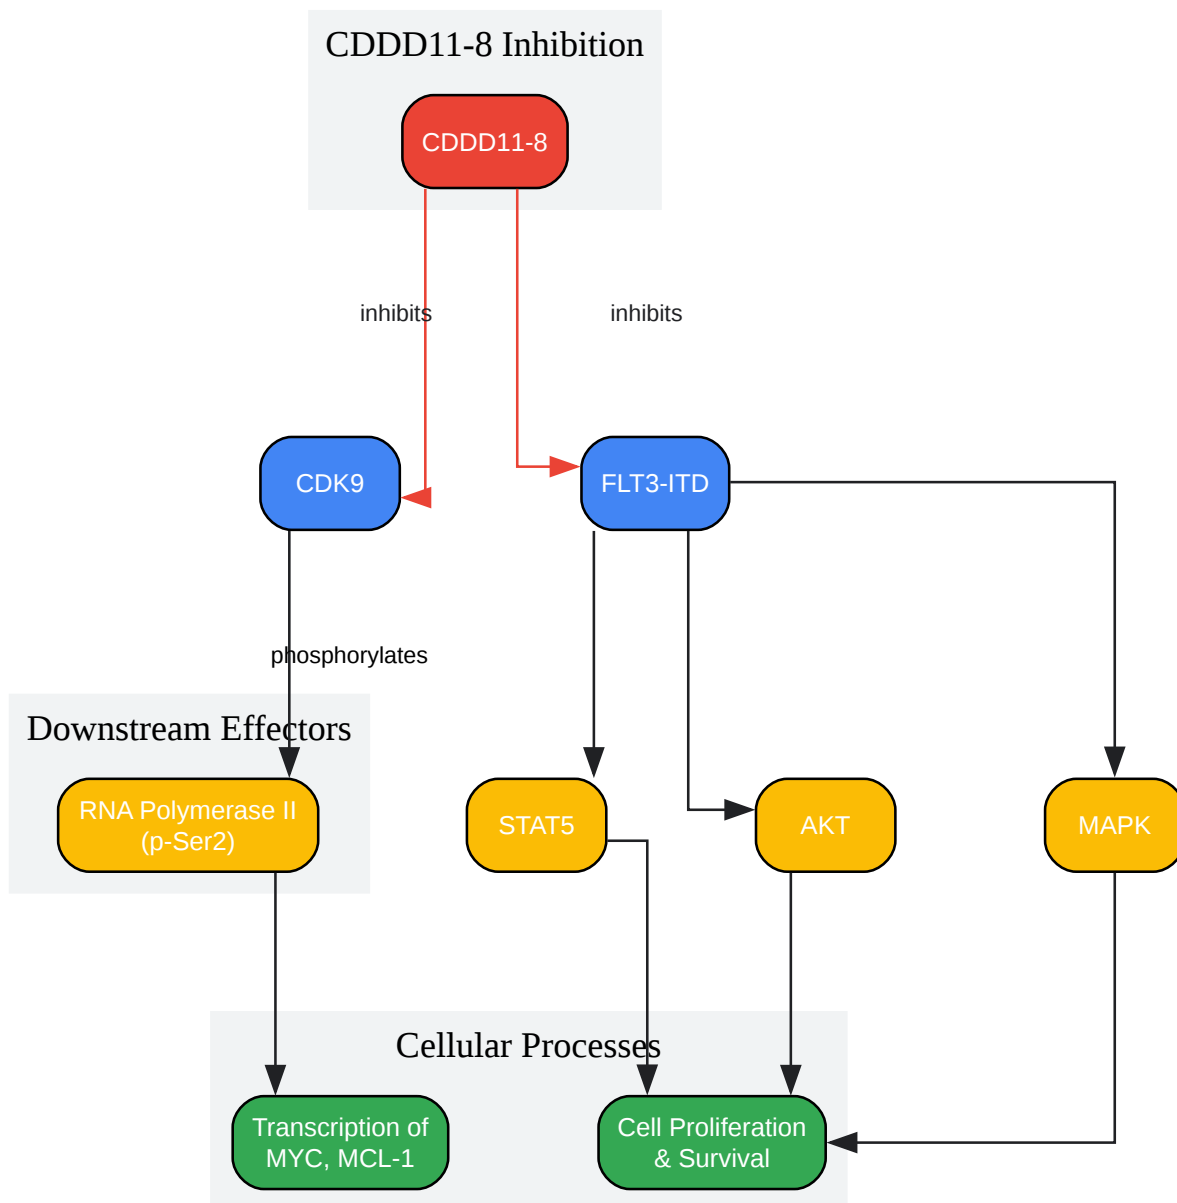 CDDD11-8 Inhibition
CDDD11-8
inhibits
inhibits
CDK9
FLT3-ITD
phosphorylates
Downstream Effectors
RNA Polymerase II
(p-Ser2)
STAT5
AKT
MAPK
Cellular Processes
Transcription of
MYC, MCL-1
Cell Proliferation
& Survival